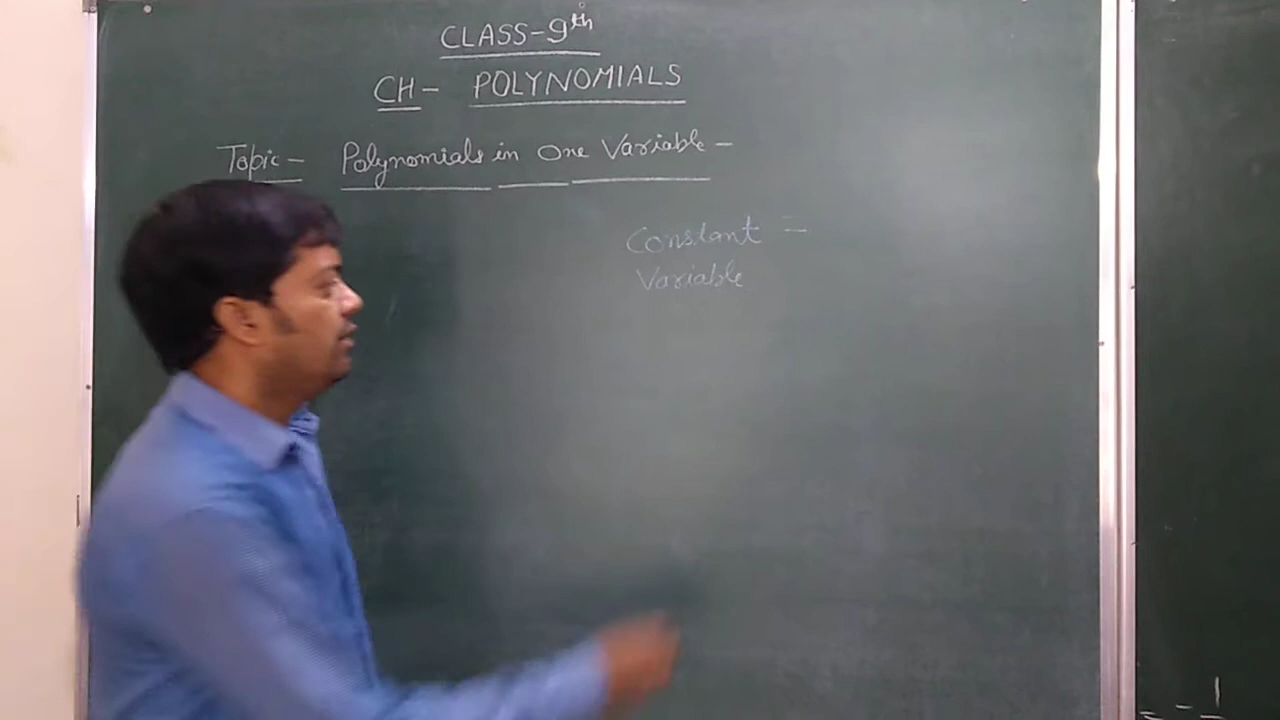 CLASS-9th
CH- POLYNOMIALS
Topic- Polynomials in One Variable-
Constant =
Variable